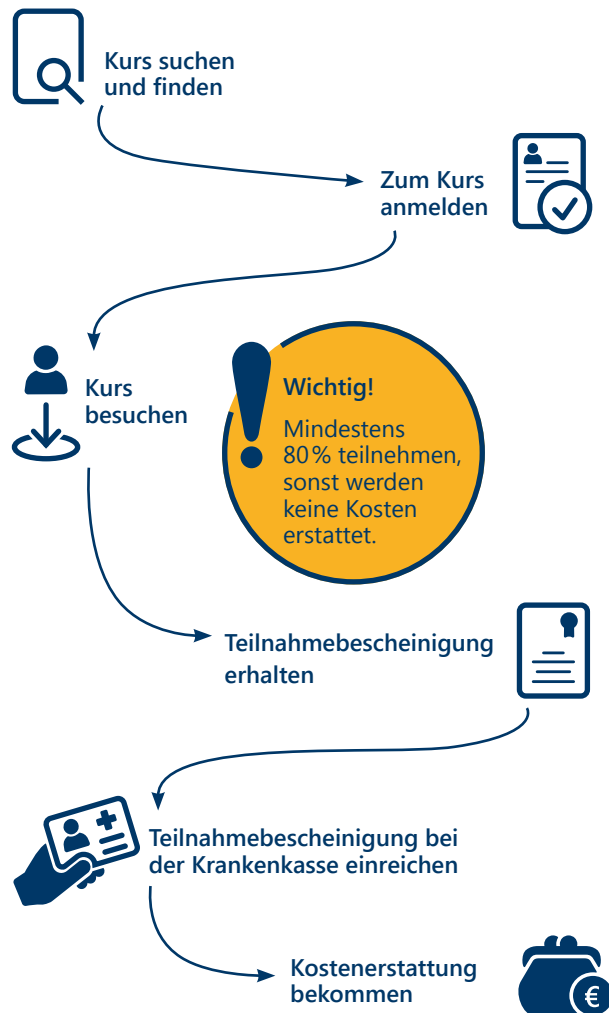 Kurs suchen
und finden
Zum Kurs
anmelden
Kurs
besuchen
Wichtig!
Mindestens
80 % teilnehmen,
sonst werden
keine Kosten
erstattet.
Teilnahmebescheinigung
erhalten
Teilnahmebescheinigung bei
der Krankenkasse einreichen
Kostenerstattung
bekommen
€